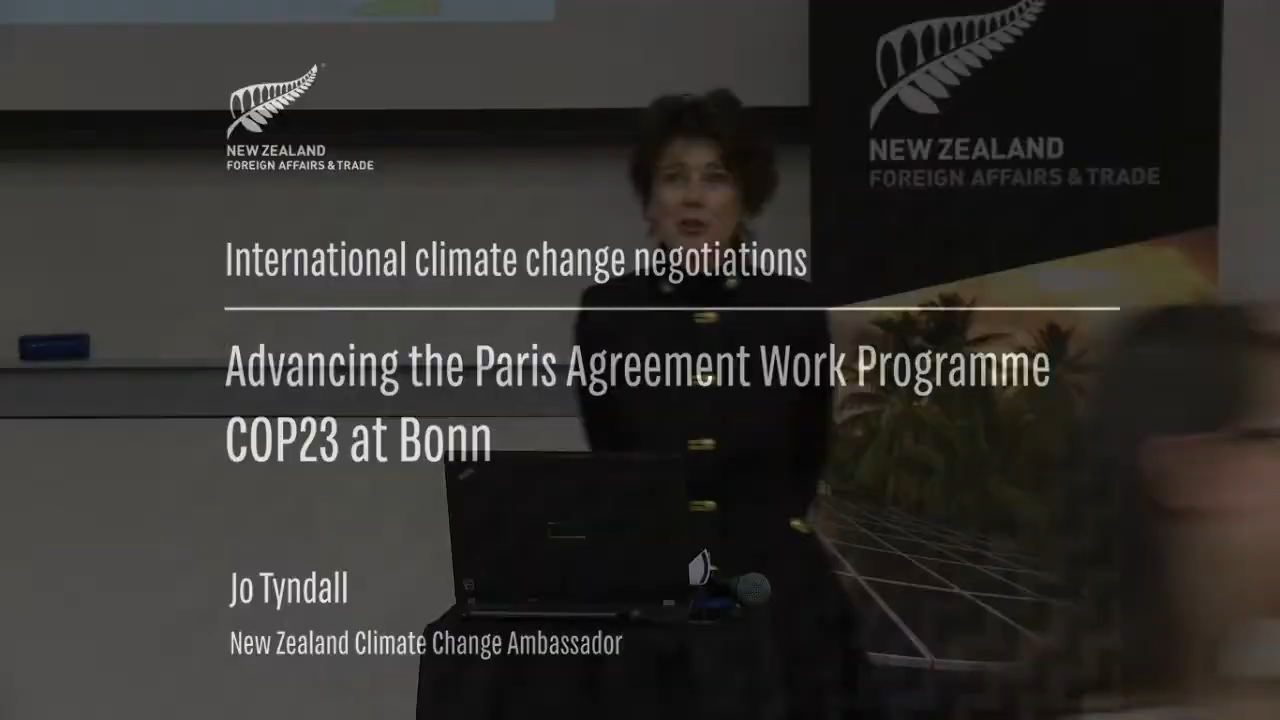 NEW ZEALAND
FOREIGN AFFAIRS & TRADE
NEW ZEALAND
FOREIGN AFFAIRS & TRADE
International climate change negotiations
Advancing the Paris Agreement Work Programme
COP23 at Bonn
Jo Tyndall
New Zealand Climate Change Ambassador